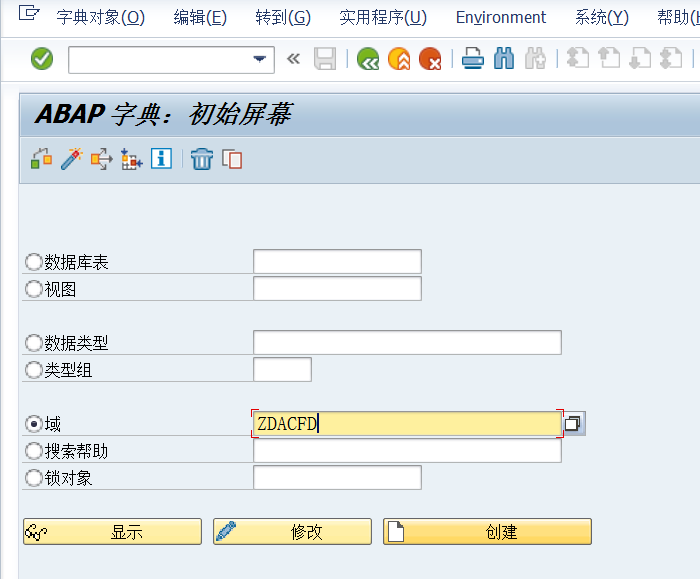 字典对象(O) 编辑(E) 转到(G) 实用程序(U) Environment 系统(Y) 帮助(
ABAP 字典：初始屏幕
数据库表
视图
数据类型
类型组
域 ZDACFD
搜索帮助
锁对象
显示 修改 创建